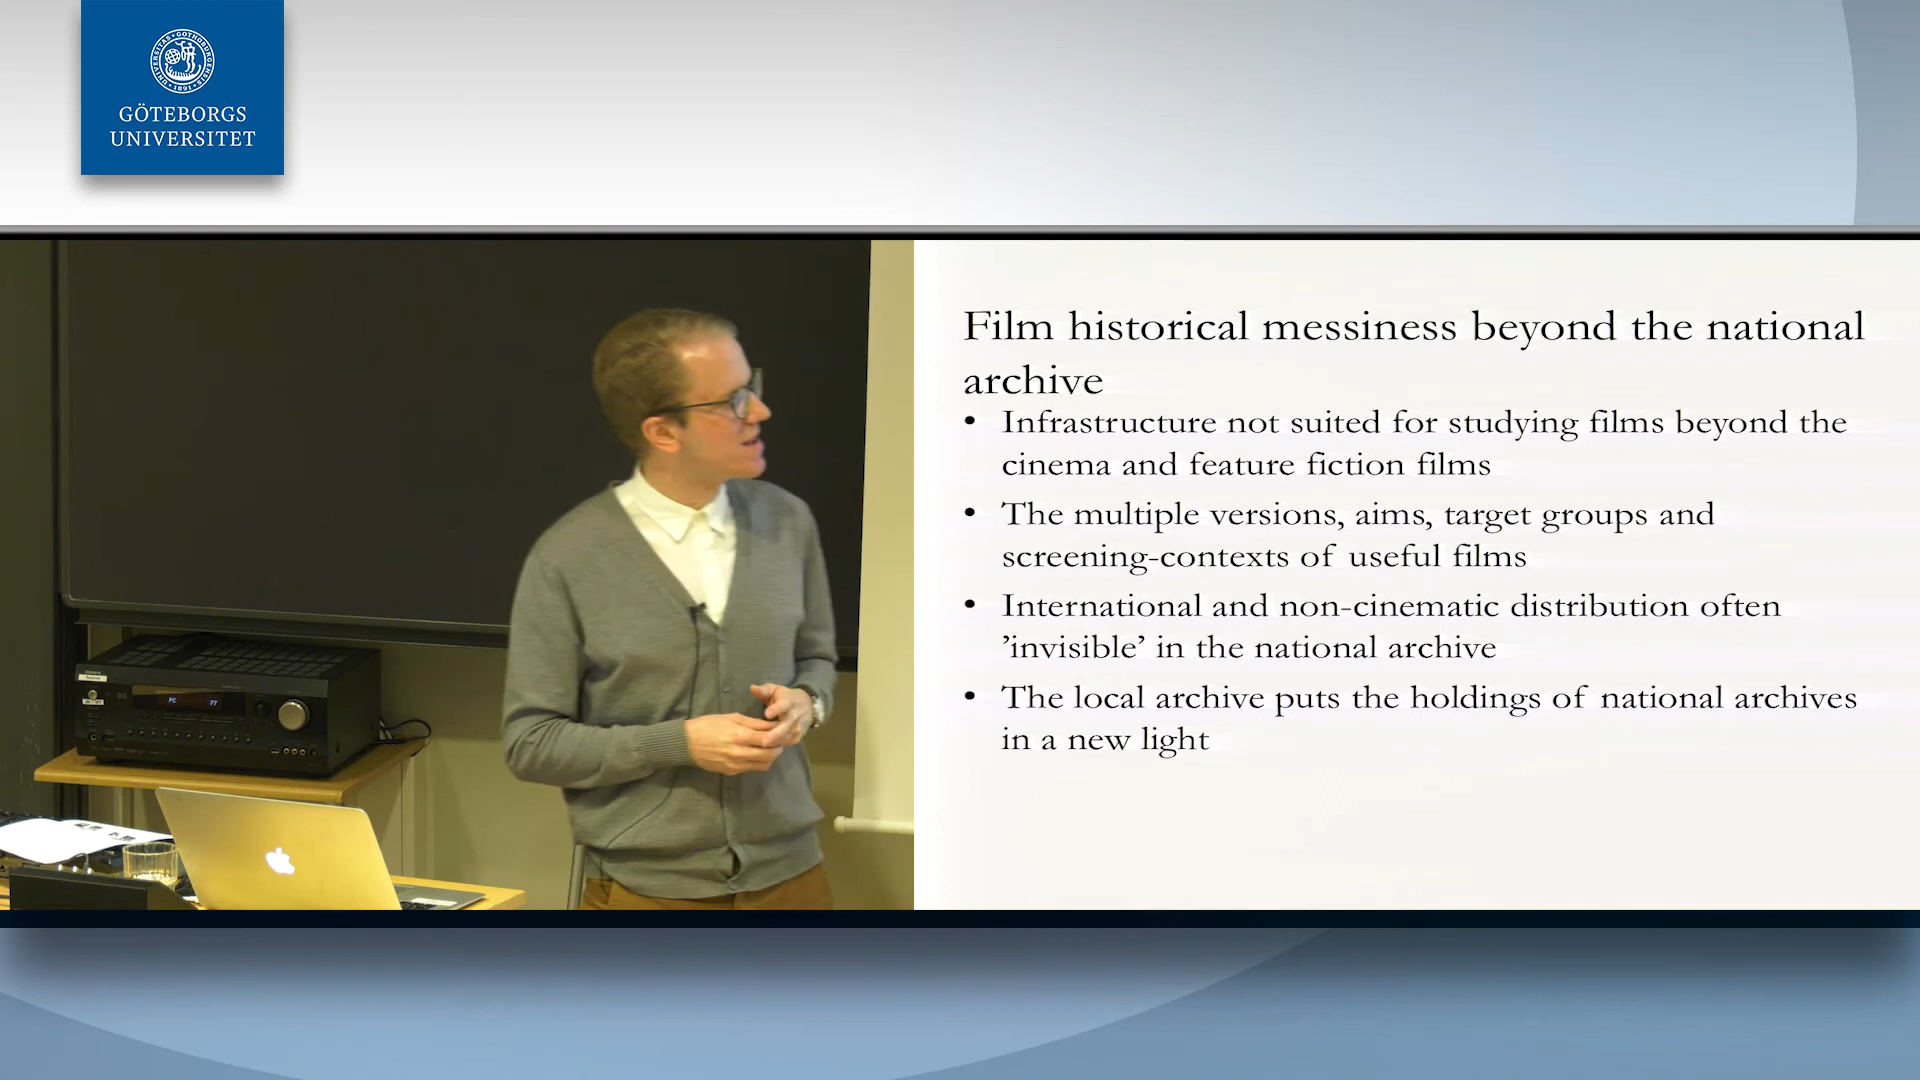 GÖTEBORGS
UNIVERSITET
Film historical messiness beyond the national
archive
• Infrastructure not suited for studying films beyond the
cinema and feature fiction films
• The multiple versions, aims, target groups and
screening-contexts of useful films
• International and non-cinematic distribution often
’invisible’ in the national archive
• The local archive puts the holdings of national archives
in a new light
PC 77